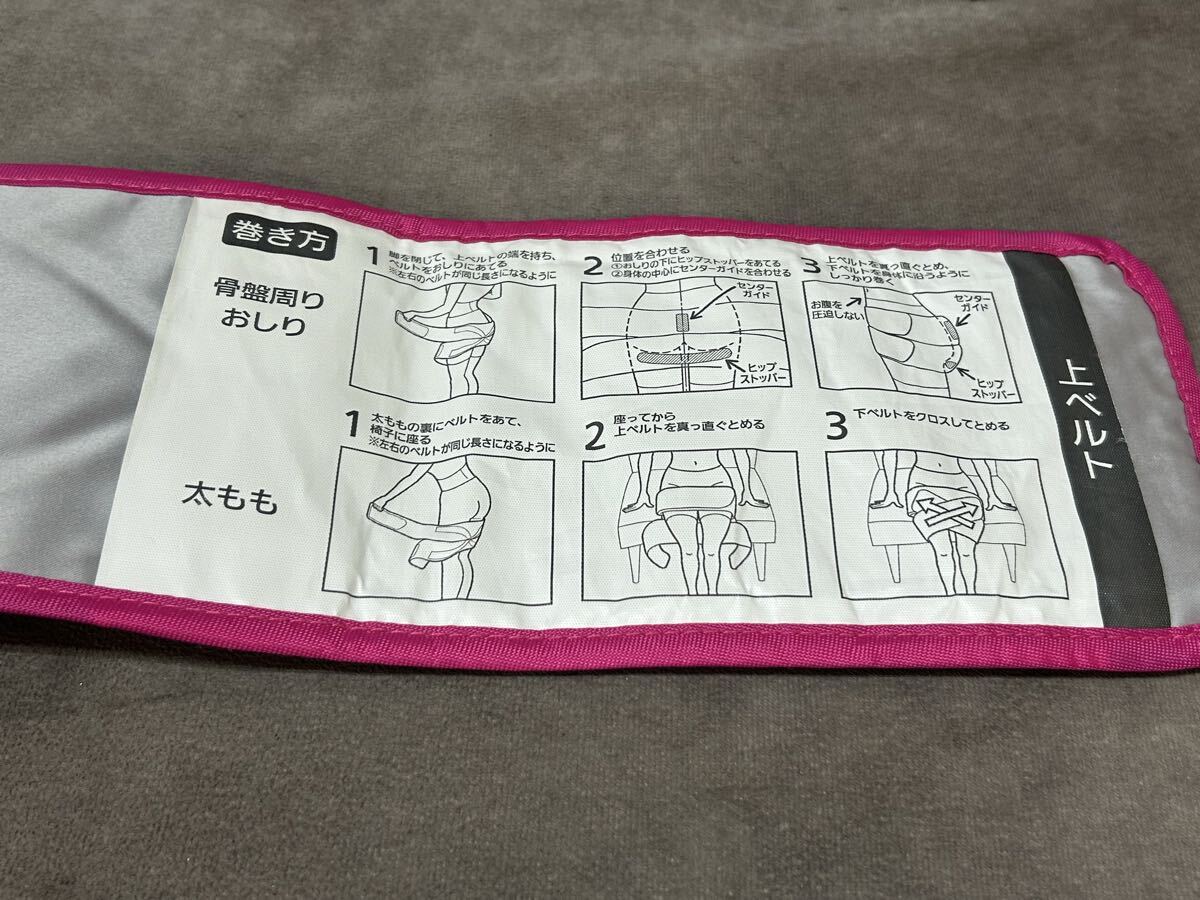 巻き方
骨盤周り
おしり
1 脚を閉じて、上ベルトの端を持ち、
ベルトをおしりにあてる
※左右のベルトが同じ長さになるように
2 位置を合わせる
①おしりの下にヒップストッパーをあてる
②身体の中心にセンターガイドを合わせる
センター
ガイド
ヒップ
ストッパー
3 上ベルトを真っ直ぐとめ、
下ベルトを身体に沿うように
しっかり巻く
お腹を
圧迫しない
センター
ガイド
ヒップ
ストッパー
太もも
1 太ももの裏にベルトをあて、
椅子に座る
※左右のベルトが同じ長さになるように
2 座ってから
上ベルトを真っ直ぐとめる
3 下ベルトをクロスしてとめる
上ベルト